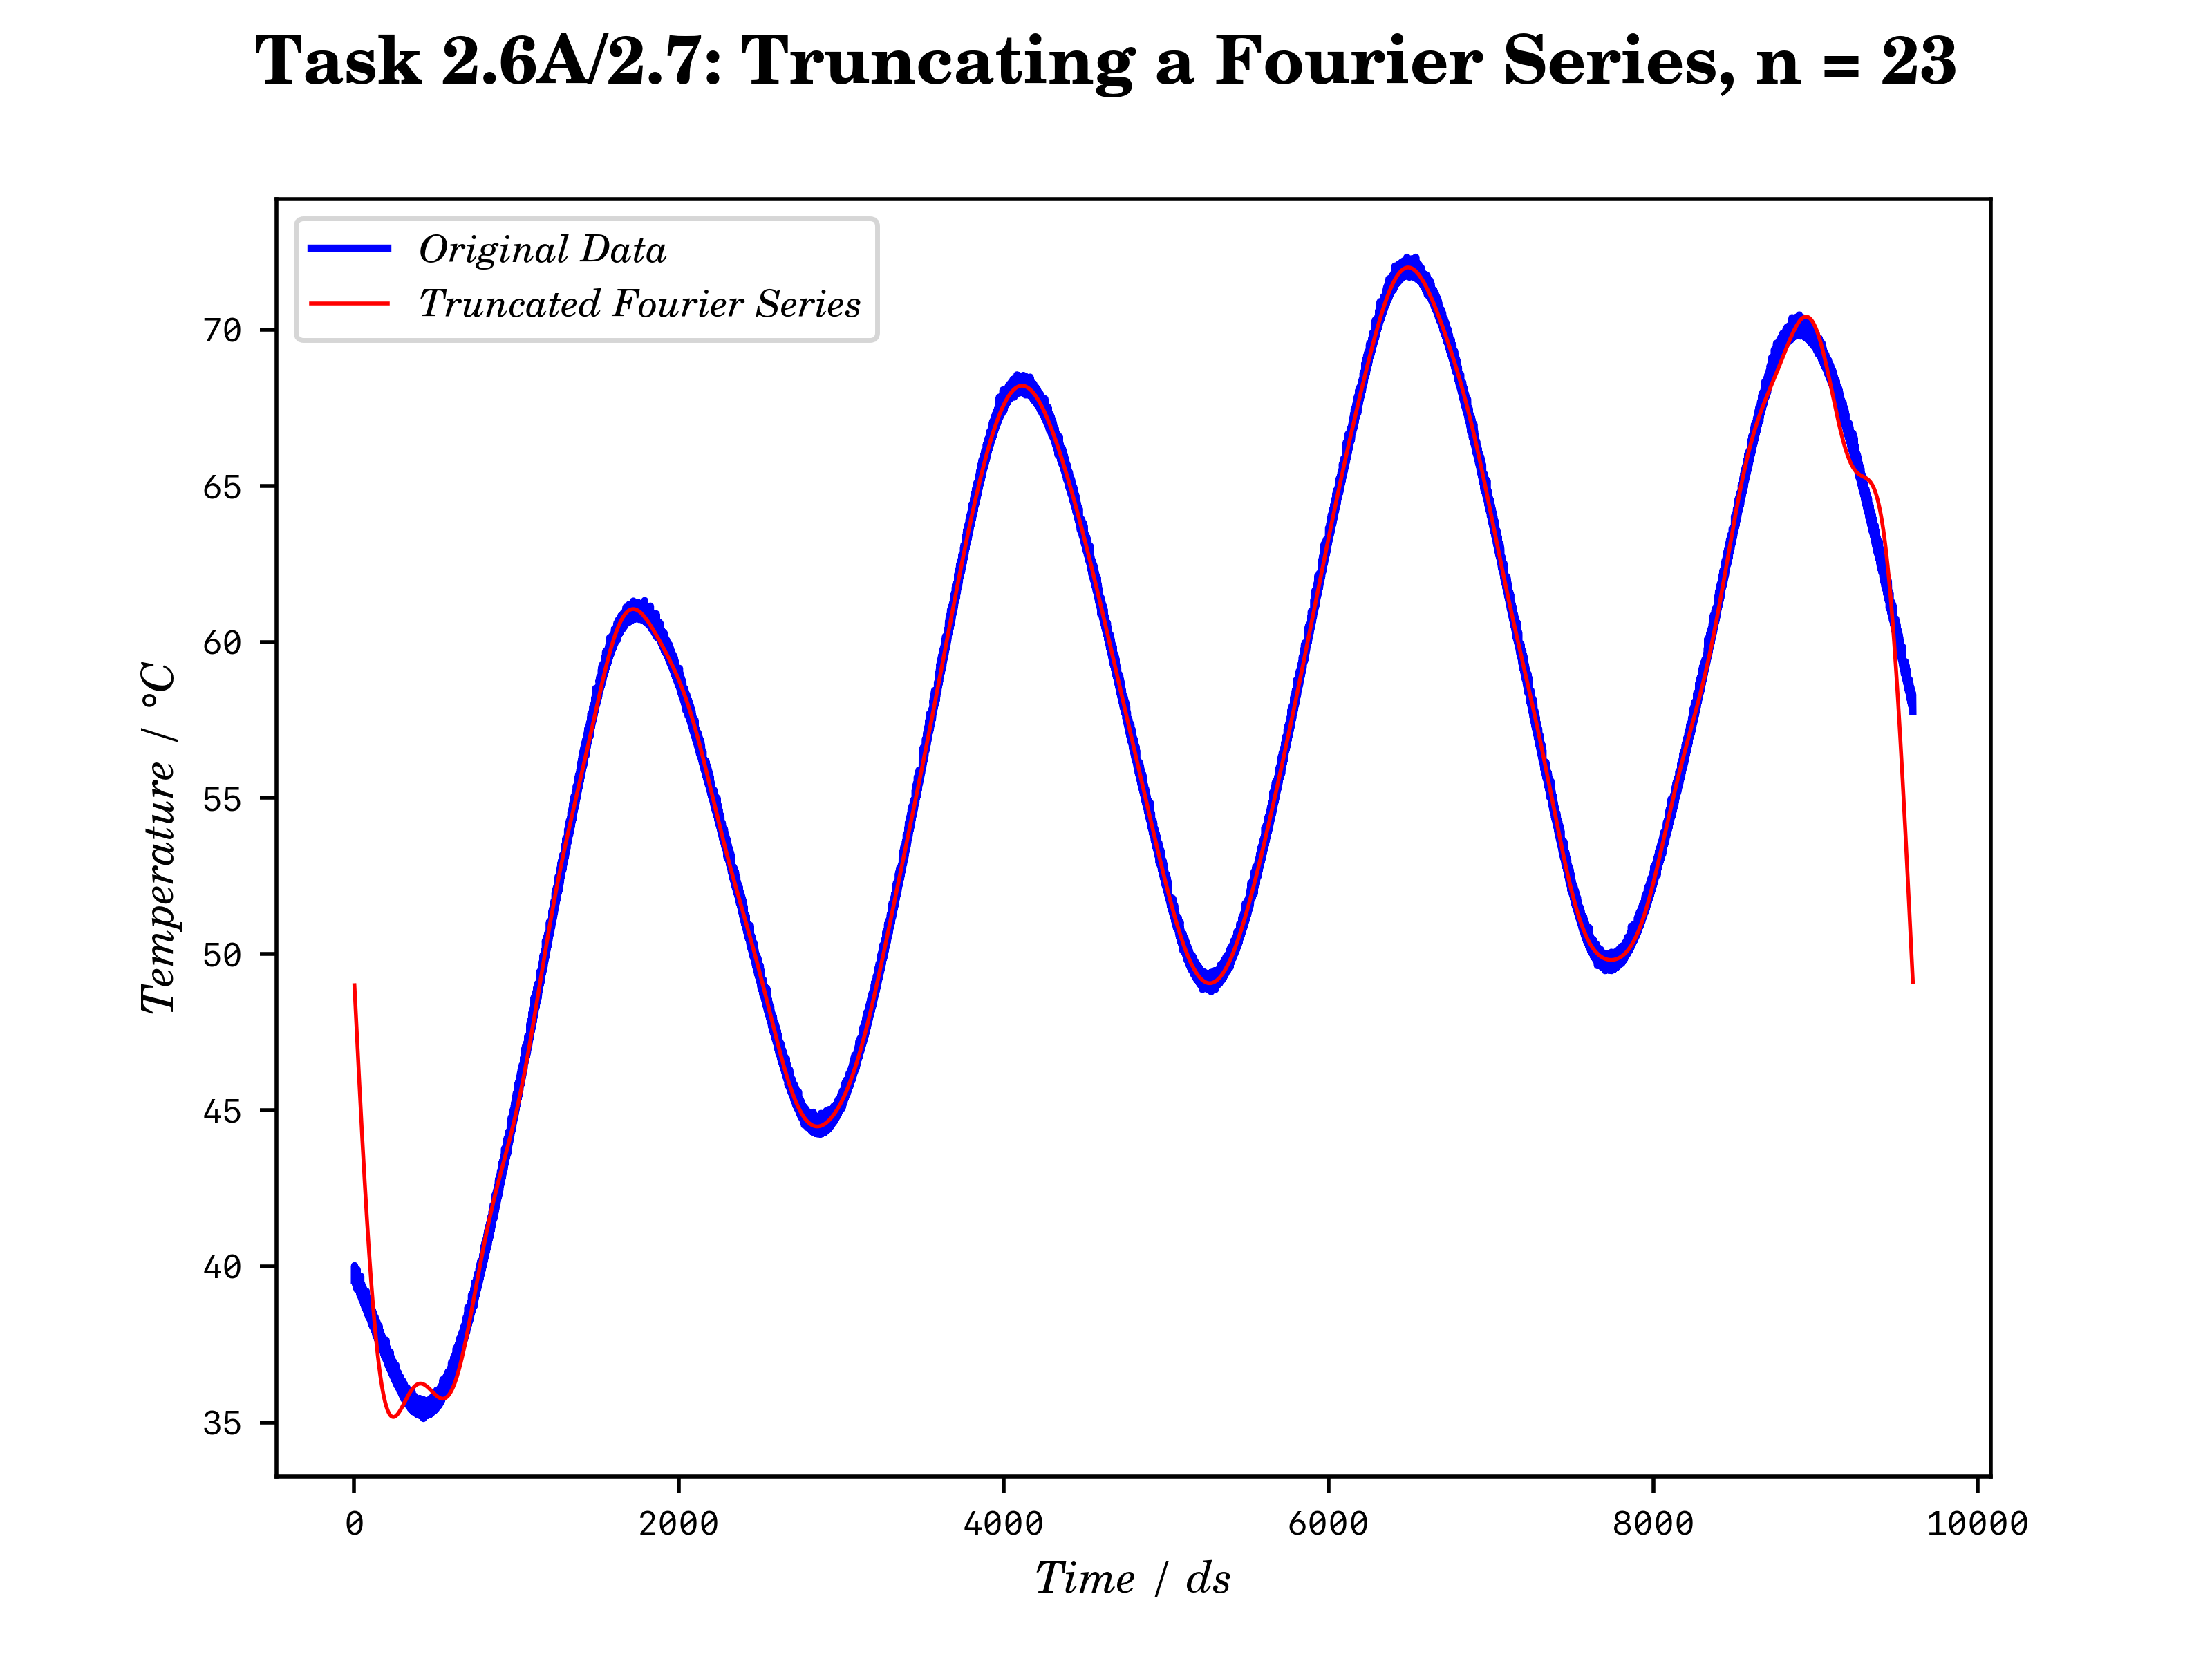 Task 2.6A/2.7: Truncating a Fourier Series, n = 23
Original Data
Truncated Fourier Series
70
65
60
55
50
45
40
35
Temperature / °C
0 2000 4000 6000 8000 10000
Time / ds